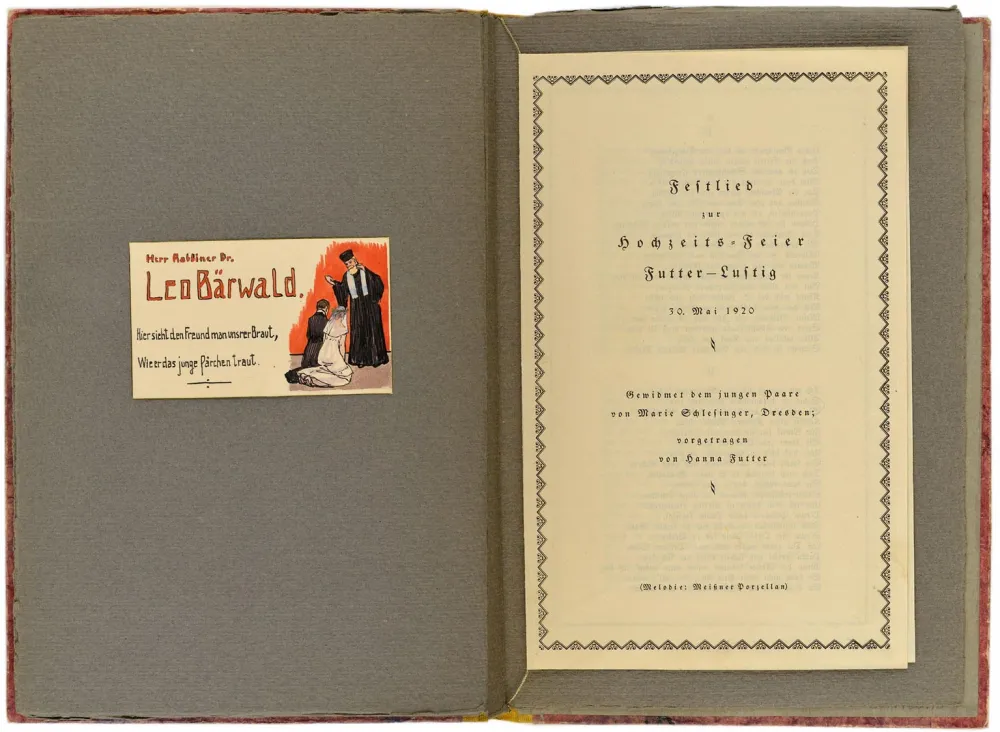 Herr Rabbiner Dr.
Leo Bärwald.
Hier sieht den Freund man unsrer Braut,
Wie er das junge Pärchen traut.
Festlied
zur
Hochzeits-Feier
Futter–Lustig
30. Mai 1920
Gewidmet dem jungen Paare
von Marie Schlesinger, Dresden;
vorgetragen
von Hanna Futter
(Melodie: Meißner Porzellan)